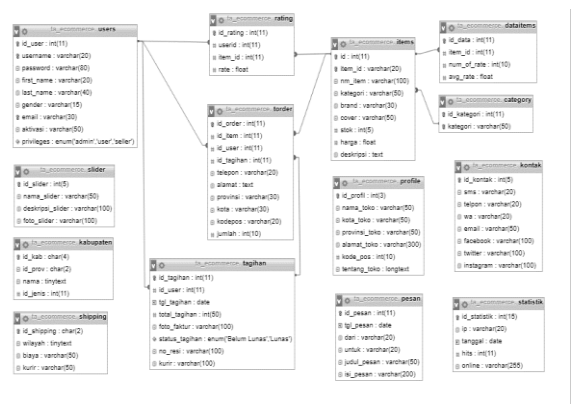 ta_ecommerce users
id_user : int(11)
username : varchar(20)
password : varchar(80)
first_name : varchar(20)
last_name : varchar(40)
gender : varchar(15)
email : varchar(30)
aktivasi : varchar(50)
privileges : enum('admin','user','seller')
ta_ecommerce rating
id_rating : int(11)
userid : int(11)
item_id : int(11)
rate : float
ta_ecommerce items
id : int(11)
item_id : varchar(20)
nm_item : varchar(100)
kategori : varchar(50)
brand : varchar(30)
cover : varchar(50)
stok : int(5)
harga : float
deskripsi : text
ta_ecommerce dataitems
id_data : int(11)
item_id : int(11)
num_of_rate : int(10)
avg_rate : float
ta_ecommerce category
id_kategori : int(11)
kategori : varchar(50)
ta_ecommerce torder
id_order : int(11)
id_item : int(11)
id_user : int(11)
id_tagihan : int(11)
telepon : varchar(20)
alamat : text
provinsi : varchar(30)
kota : varchar(30)
kodepos : varchar(20)
jumlah : int(10)
ta_ecommerce slider
id_slider : int(5)
nama_slider : varchar(50)
deskripsi_slider : varchar(100)
foto_slider : varchar(100)
ta_ecommerce profile
id_profil : int(3)
nama_toko : varchar(50)
kota_toko : varchar(50)
provinsi_toko : varchar(50)
alamat_toko : varchar(300)
kode_pos : int(10)
tentang_toko : longtext
ta_ecommerce kontak
id_kontak : int(5)
sms : varchar(20)
telpon : varchar(20)
wa : varchar(20)
email : varchar(50)
facebook : varchar(100)
twitter : varchar(100)
instagram : varchar(100)
ta_ecommerce kabupaten
id_kab : char(4)
id_prov : char(2)
nama : tinytext
id_jenis : int(11)
ta_ecommerce tagihan
id_tagihan : int(11)
id_user : int(11)
tgl_tagihan : date
total_tagihan : int(50)
foto_faktur : varchar(100)
status_tagihan : enum('Belum Lunas','Lunas')
no_resi : varchar(100)
kurir : varchar(100)
ta_ecommerce shipping
id_shipping : char(2)
wilayah : tinytext
biaya : varchar(50)
kurir : varchar(50)
ta_ecommerce pesan
id_pesan : int(11)
tgl_pesan : date
dari : varchar(20)
untuk : varchar(20)
judul_pesan : varchar(50)
isi_pesan : varchar(200)
ta_ecommerce statistik
id_statistik : int(15)
ip : varchar(20)
tanggal : date
hits : int(11)
online : varchar(255)